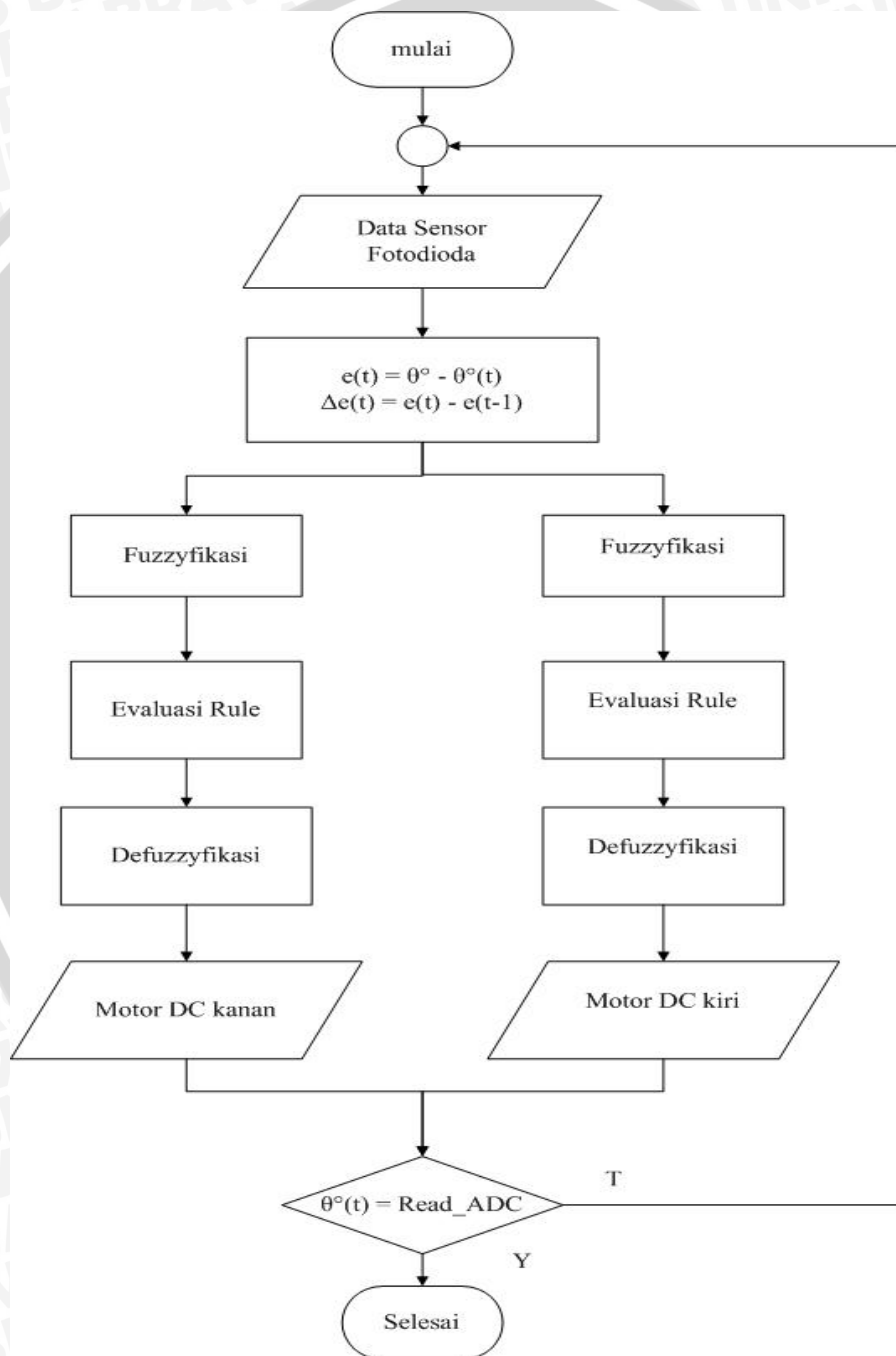 mulai
Data Sensor
Fotodioda
e(t) = θ° - θ°(t)
Δe(t) = e(t) - e(t-1)
Fuzzyfikasi
Evaluasi Rule
Defuzzyfikasi
Motor DC kanan
Fuzzyfikasi
Evaluasi Rule
Defuzzyfikasi
Motor DC kiri
θ°(t) = Read_ADC
T
Y
Selesai